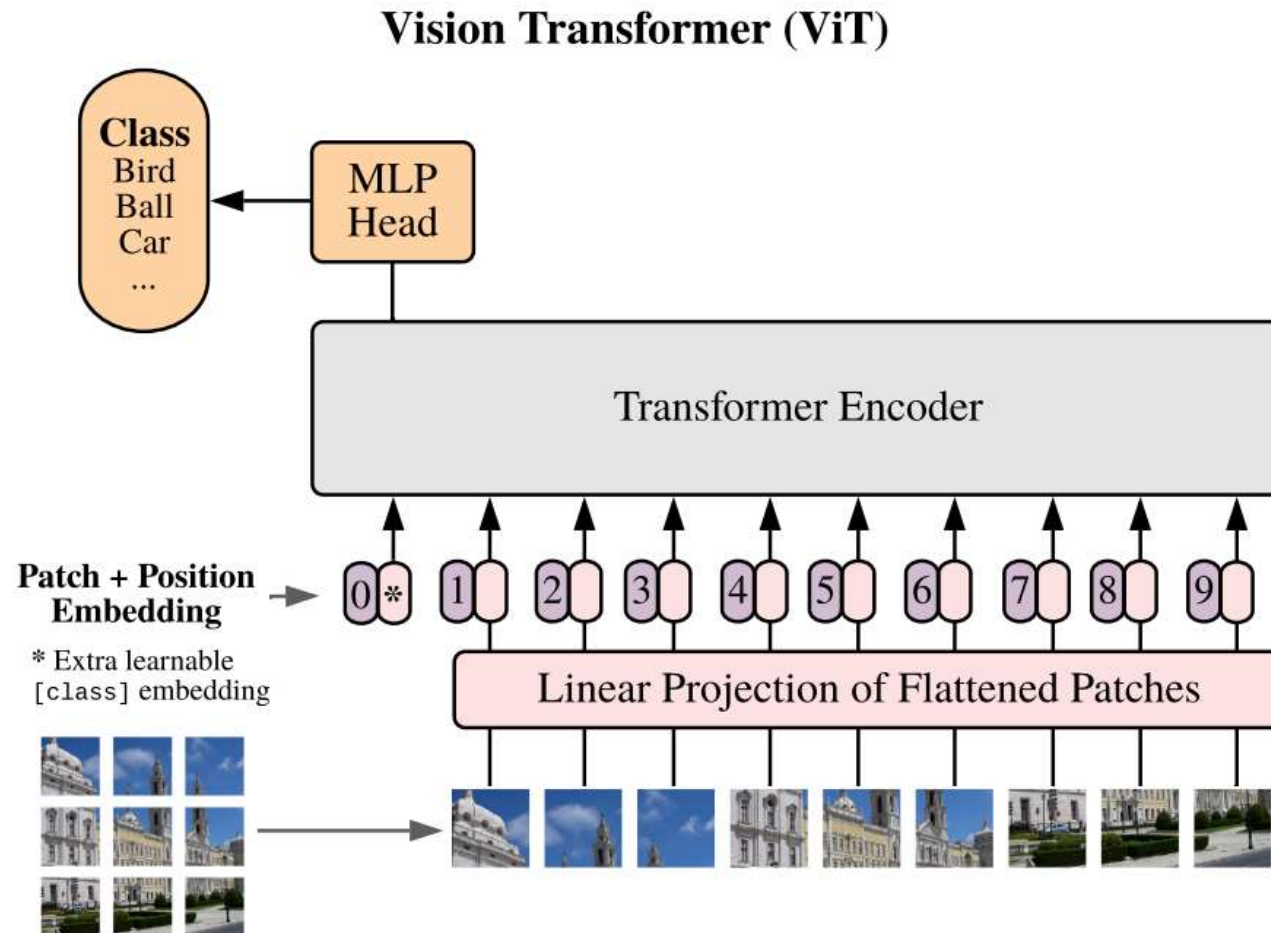 Vision Transformer (ViT)
Class
Bird
Ball
Car
...
MLP
Head
Transformer Encoder
Patch + Position
Embedding
0 * 1 2 3 4 5 6 7 8 9
* Extra learnable
[class] embedding
Linear Projection of Flattened Patches